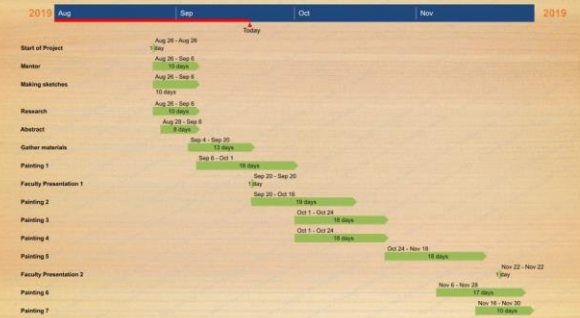 2019 Aug Sep Oct Nov 2019
Today
Aug 26 - Aug 26
Start of Project 1 day
Aug 26 - Sep 6
Mentor 10 days
Aug 26 - Sep 6
Making sketches
10 days
Aug 26 - Sep 6
Research 10 days
Aug 28 - Sep 6
Abstract 8 days
Sep 4 - Sep 20
Gather materials 13 days
Sep 6 - Oct 1
Painting 1 18 days
Sep 20 - Sep 20
Faculty Presentation 1 1 day
Sep 20 - Oct 16
Painting 2 19 days
Oct 1 - Oct 24
Painting 3 18 days
Oct 1 - Oct 24
Painting 4 18 days
Oct 24 - Nov 18
Painting 5 18 days
Nov 22 - Nov 22
Faculty Presentation 2 1 day
Nov 6 - Nov 28
Painting 6 17 days
Nov 16 - Nov 30
Painting 7 10 days